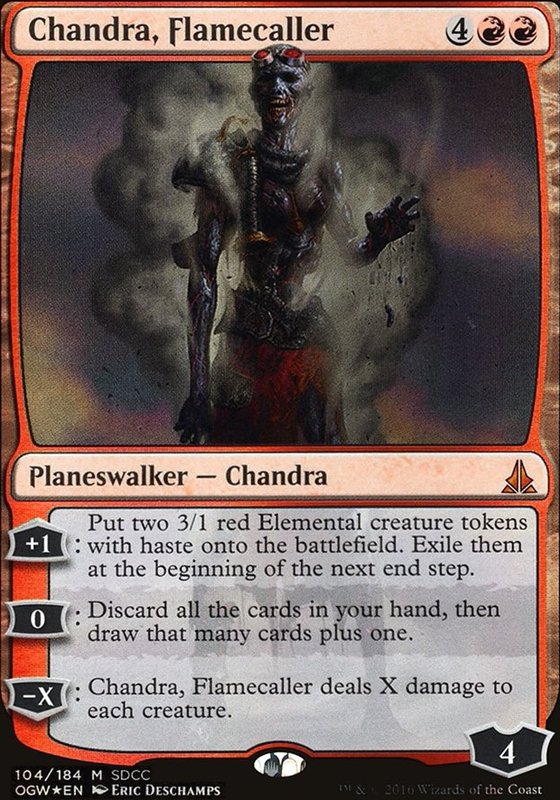 Chandra, Flamecaller 4
Planeswalker — Chandra
+1 : Put two 3/1 red Elemental creature tokens
with haste onto the battlefield. Exile them
at the beginning of the next end step.
0 : Discard all the cards in your hand, then
draw that many cards plus one.
-X : Chandra, Flamecaller deals X damage to
each creature.
4
104/184 M SDCC
OGW★EN Eric Deschamps
™ & © 2016 Wizards of the Coast